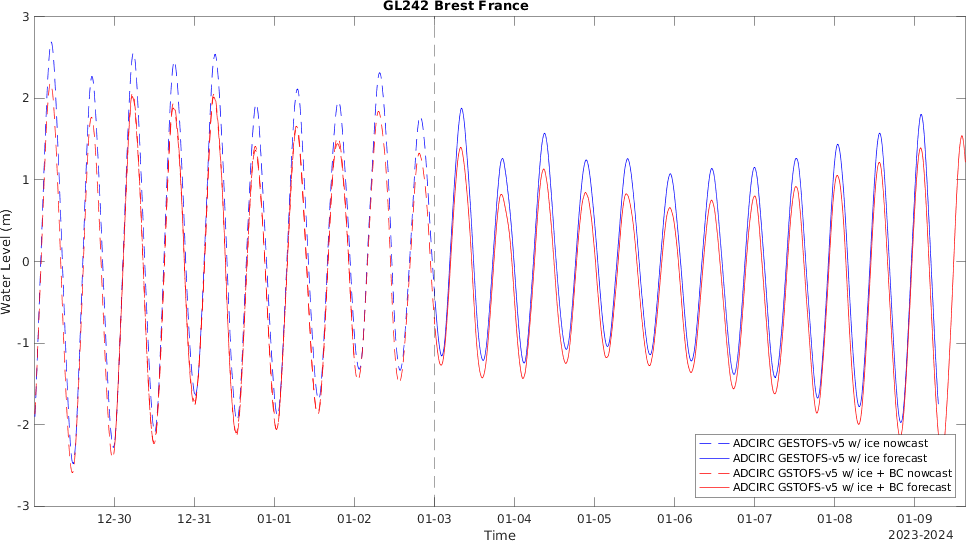 GL242 Brest France
3
2
1
0
-1
-2
-3
Water Level (m)
ADCIRC GESTOFS-v5 w/ ice nowcast
ADCIRC GESTOFS-v5 w/ ice forecast
ADCIRC GSTOFS-v5 w/ ice + BC nowcast
ADCIRC GSTOFS-v5 w/ ice + BC forecast
12-30 12-31 01-01 01-02 01-03 01-04 01-05 01-06 01-07 01-08 01-09
Time
2023-2024